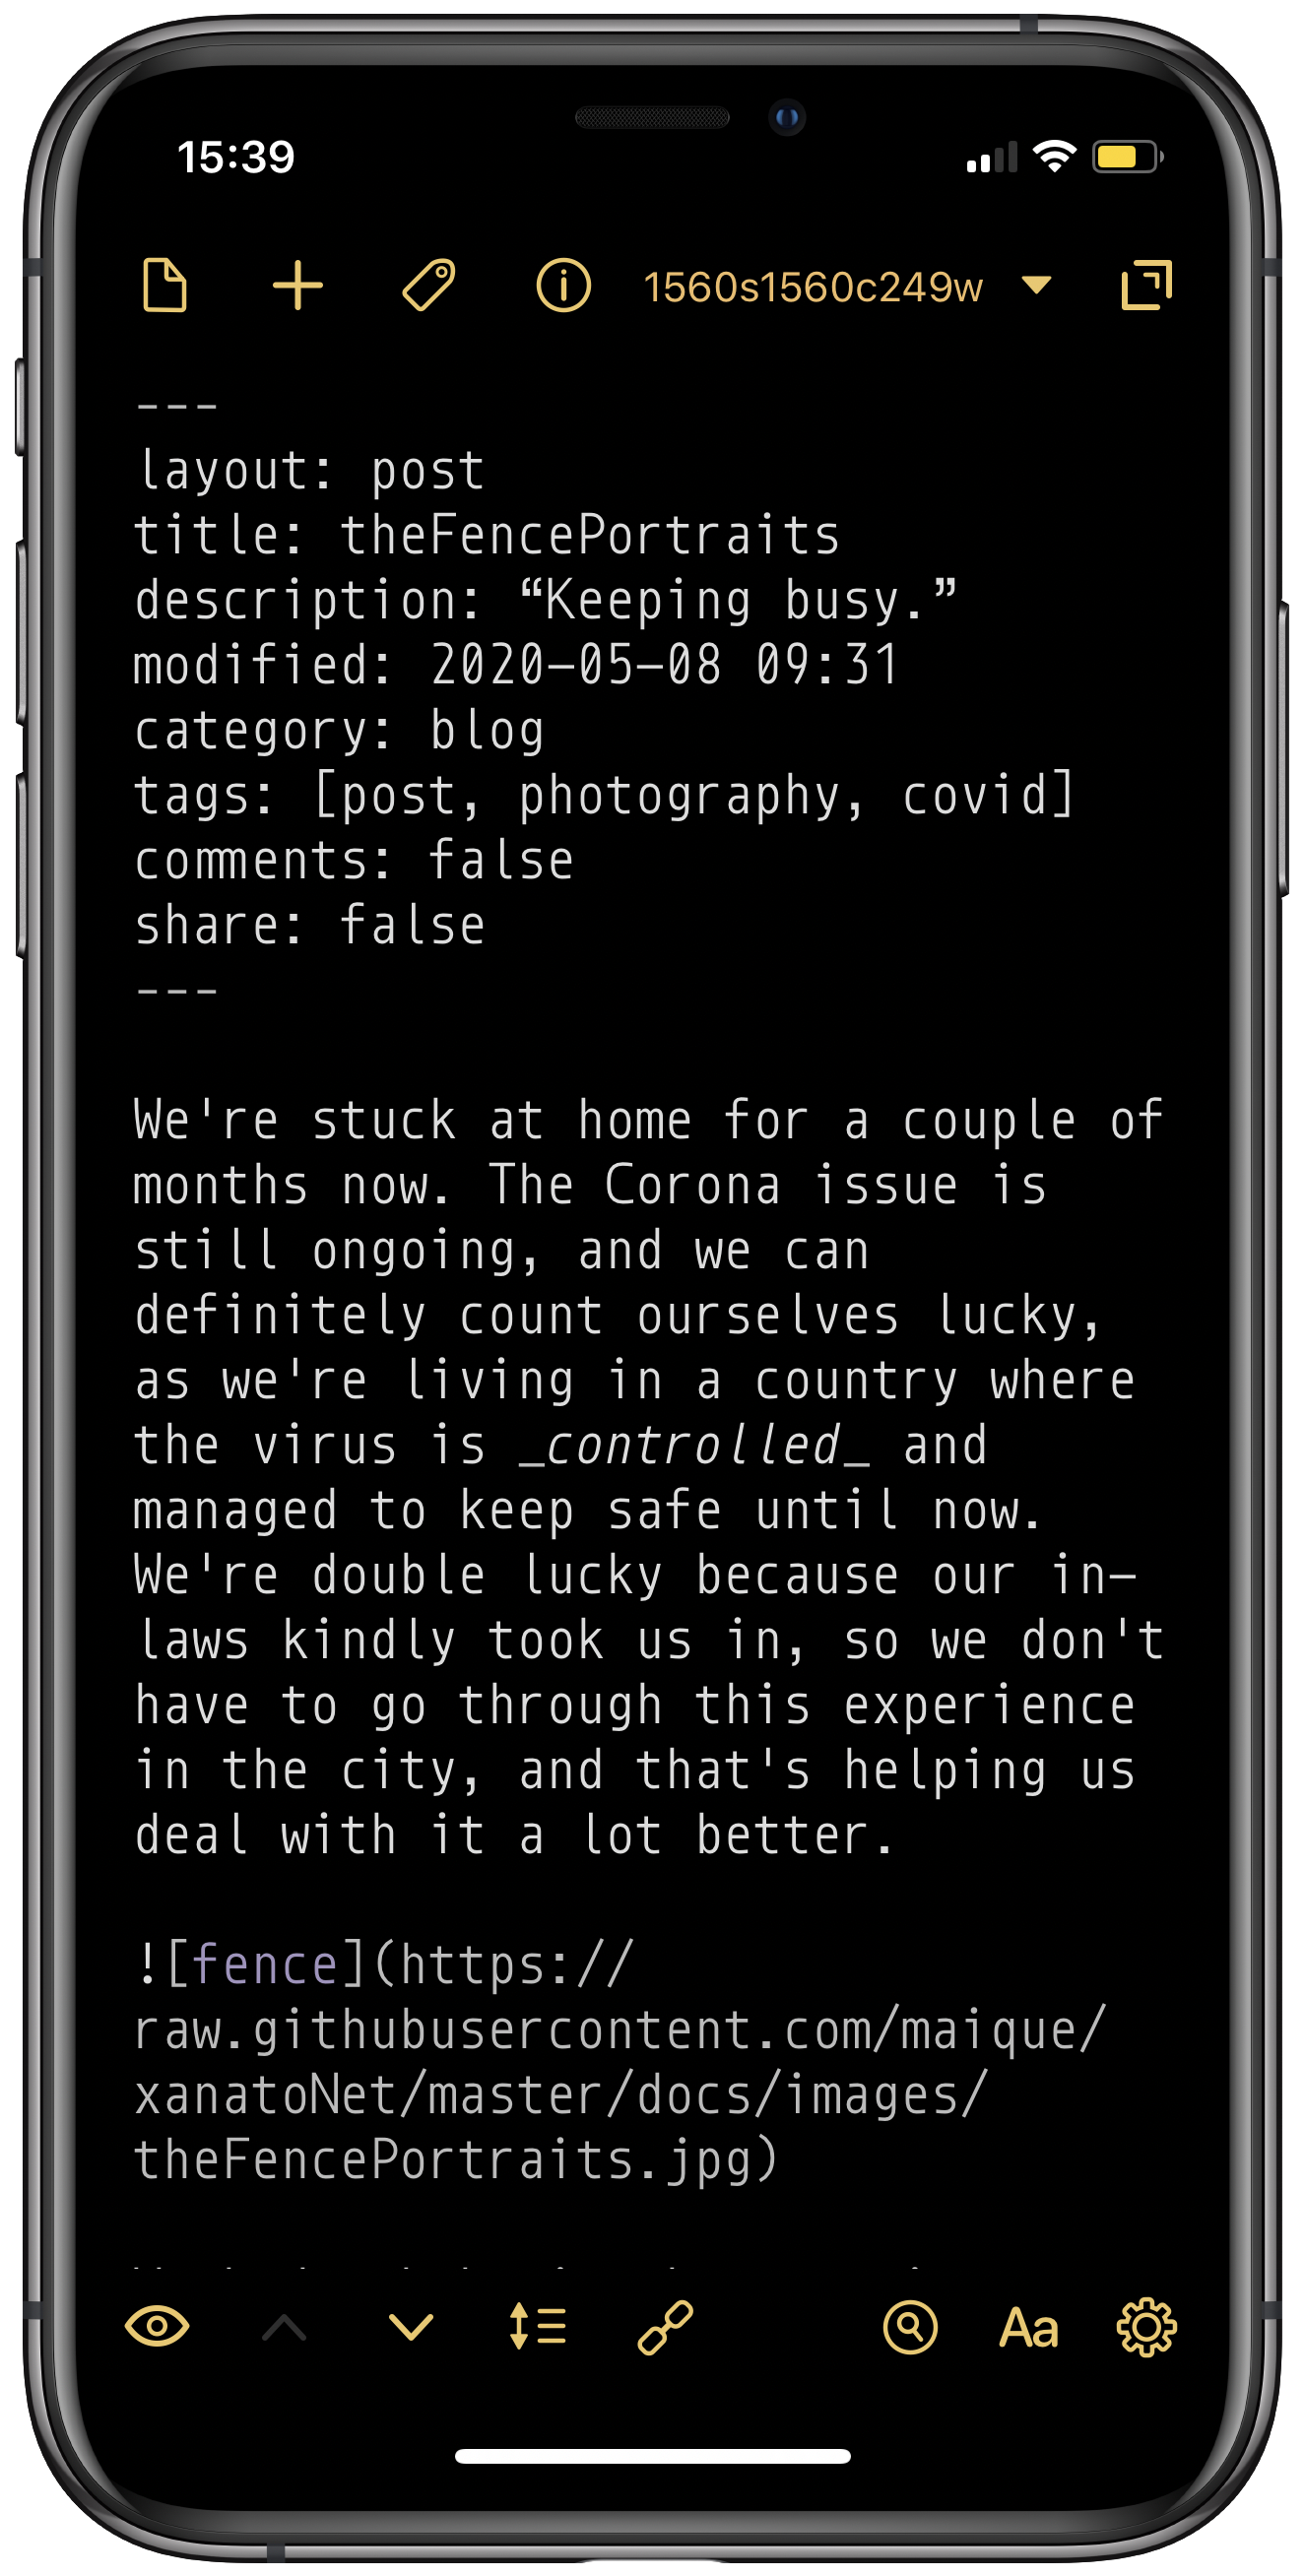 15:39
1560s1560c249w
---
layout: post
title: theFencePortraits
description: “Keeping busy.”
modified: 2020-05-08 09:31
category: blog
tags: [post, photography, covid]
comments: false
share: false
---
We're stuck at home for a couple of
months now. The Corona issue is
still ongoing, and we can
definitely count ourselves lucky,
as we're living in a country where
the virus is _controlled_ and
managed to keep safe until now.
We're double lucky because our in-
laws kindly took us in, so we don't
have to go through this experience
in the city, and that's helping us
deal with it a lot better.
![fence](https://
raw.githubusercontent.com/maique/
xanatoNet/master/docs/images/
theFencePortraits.jpg)
Aa